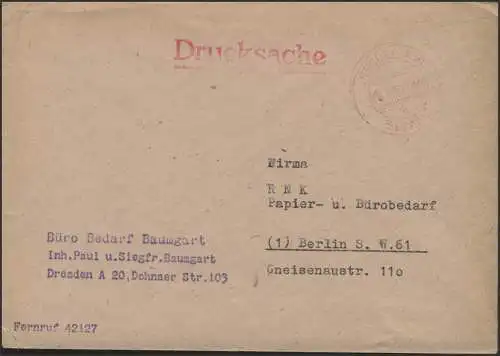 Drucksache
Firma
R N K
Papier- u. Bürobedarf
(1) Berlin S. W.61
Gneisenaustr. 11o
Büro Bedarf Baumgart
Inh.Paul u.Siegfr.Baumgart
Dresden A 20,Dohnaer Str.103
Fernruf 42127